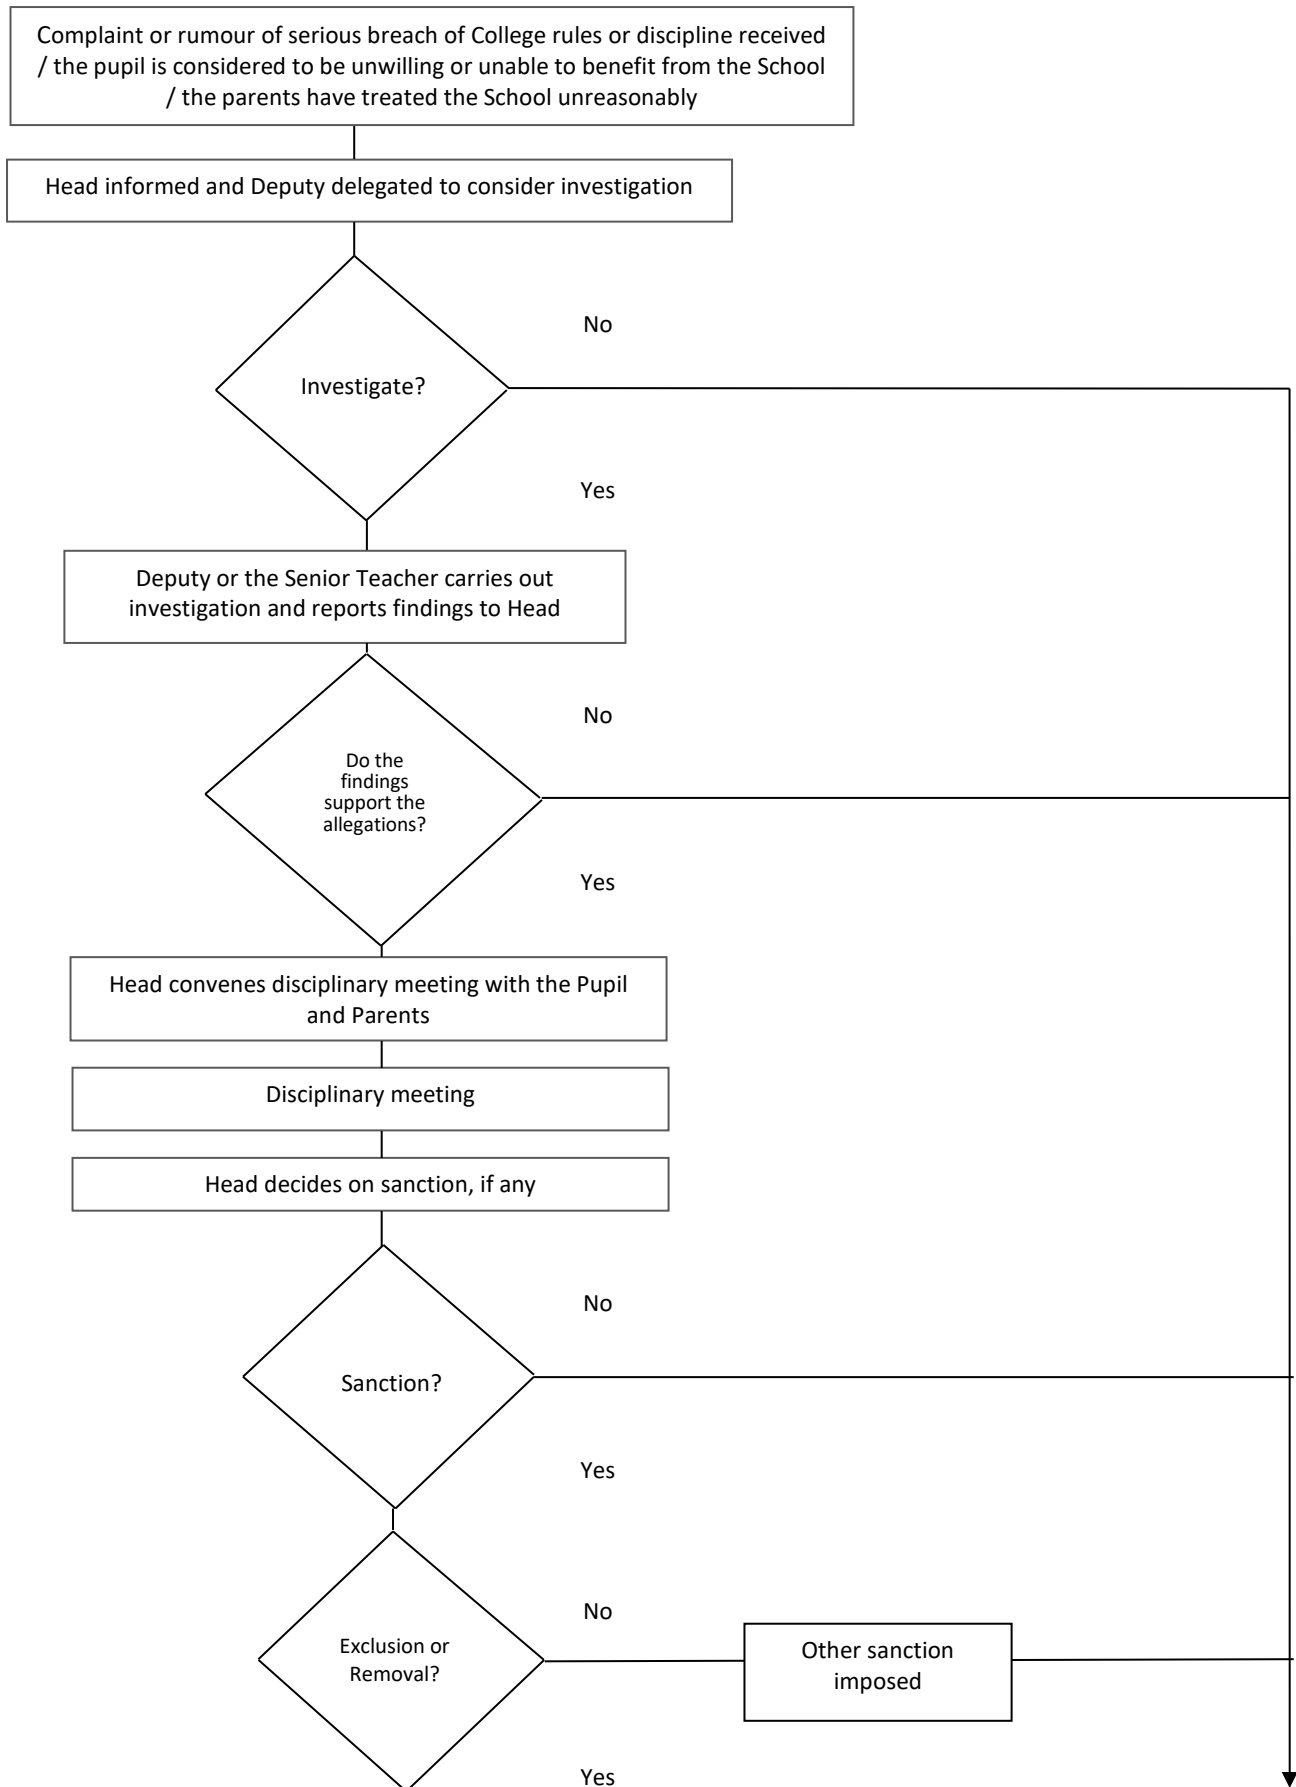 Complaint or rumour of serious breach of College rules or discipline received
/ the pupil is considered to be unwilling or unable to benefit from the School
/ the parents have treated the School unreasonably
Head informed and Deputy delegated to consider investigation
No
Investigate?
Yes
Deputy or the Senior Teacher carries out
investigation and reports findings to Head
No
Do the
findings
support the
allegations?
Yes
Head convenes disciplinary meeting with the Pupil
and Parents
Disciplinary meeting
Head decides on sanction, if any
No
Sanction?
Yes
No
Exclusion or
Removal?
Other sanction
imposed
Yes